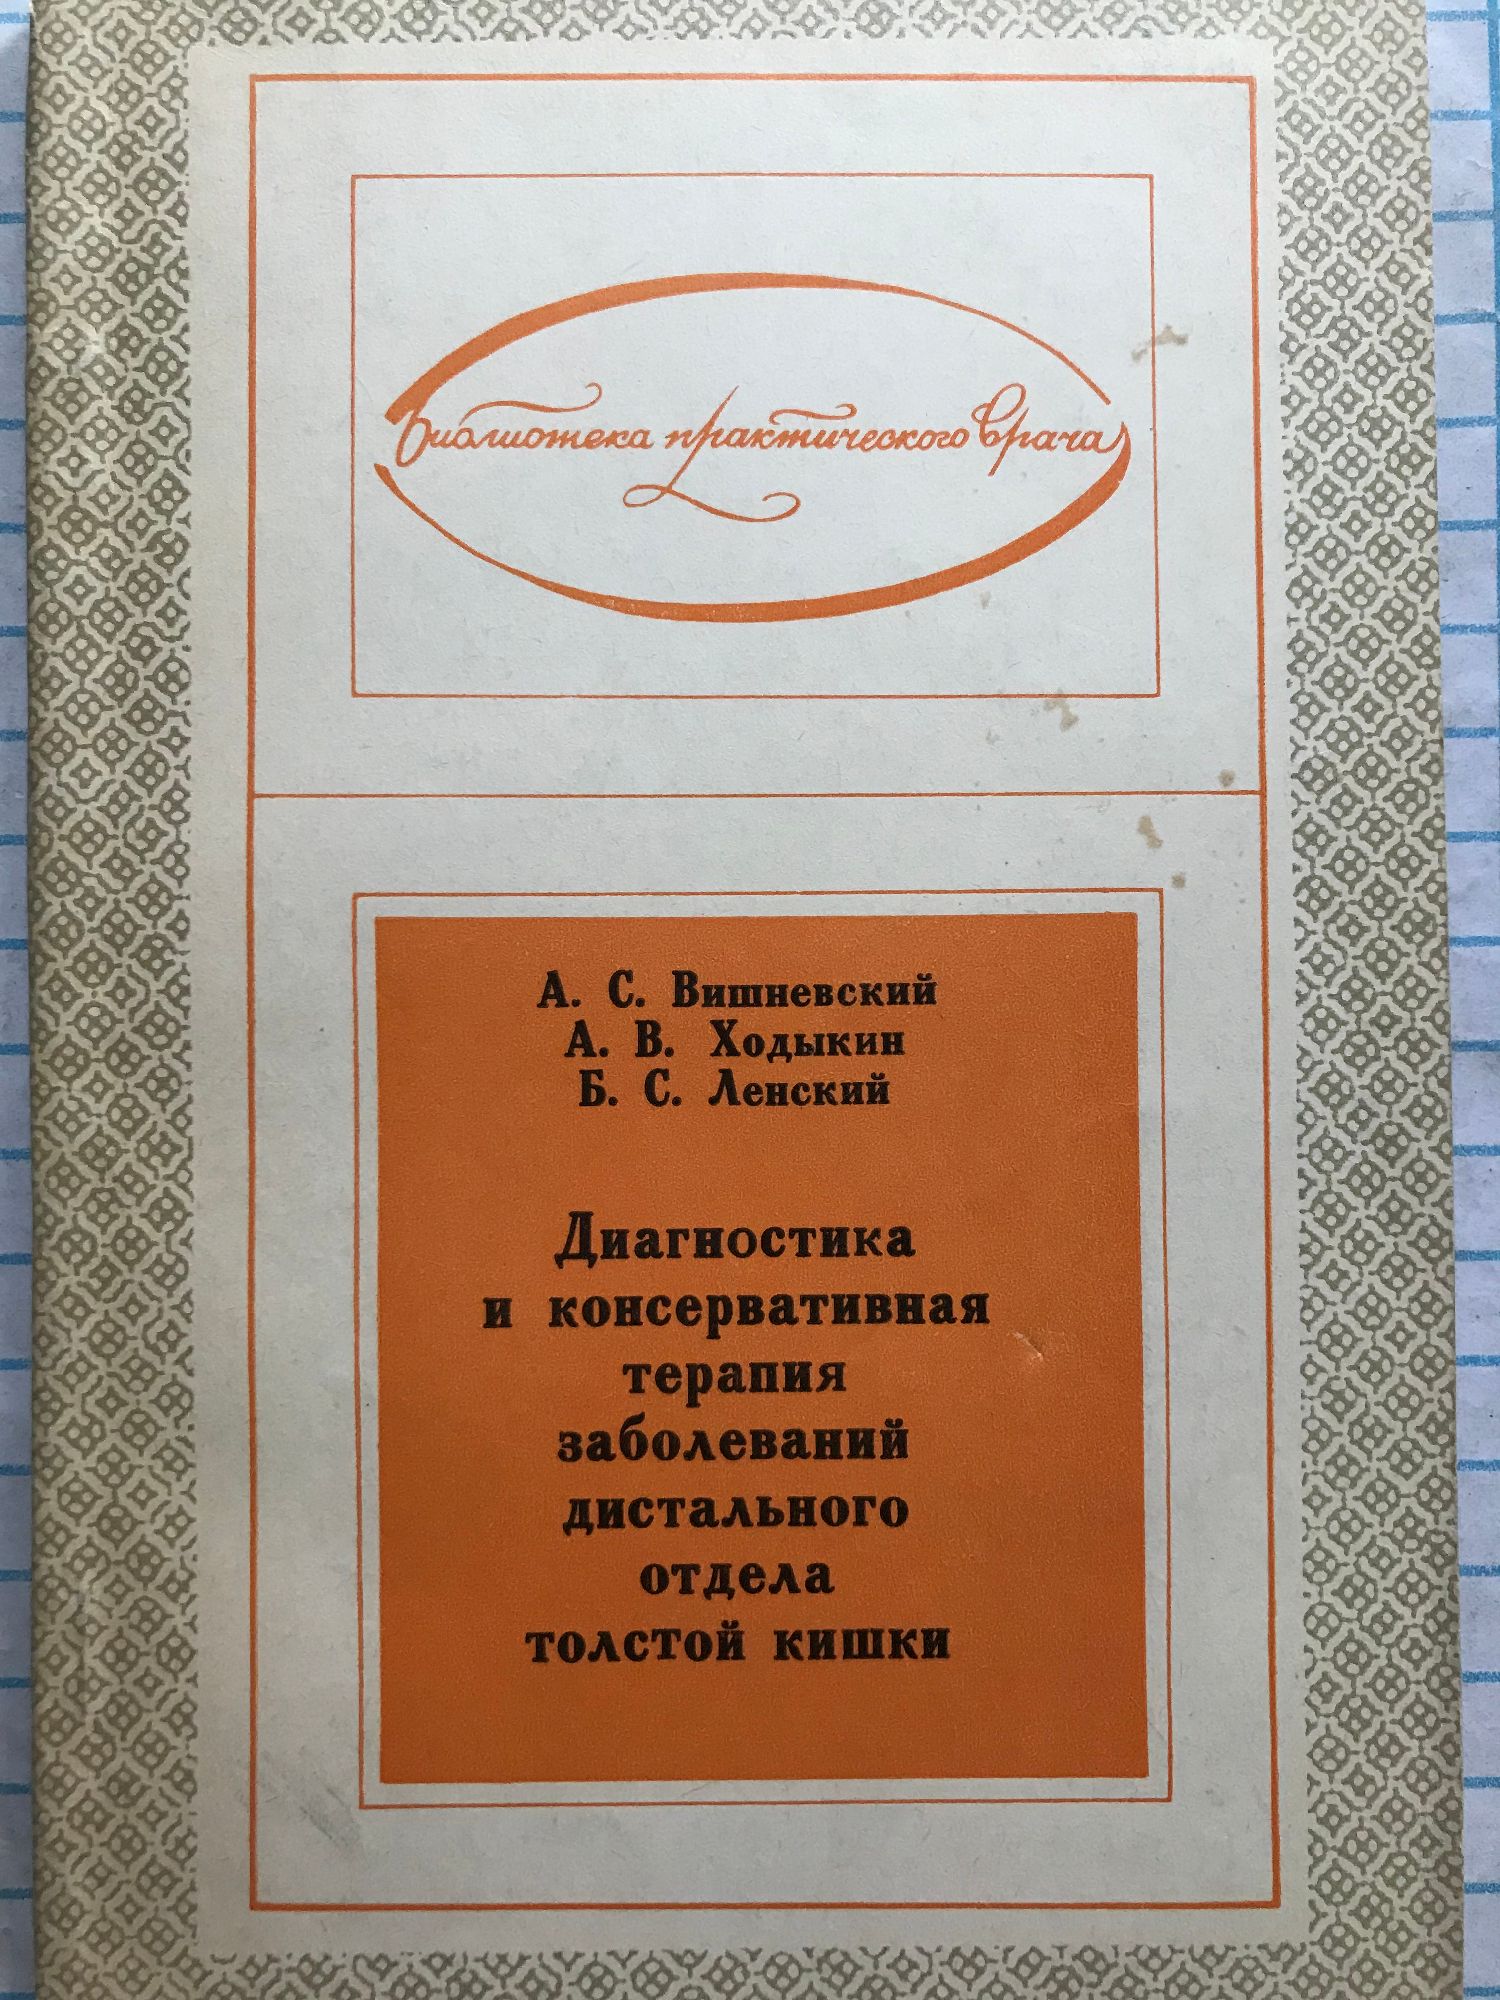 Библиотека практического врача
А. С. Вишневский
А. В. Ходыкин
Б. С. Ленский
Диагностика
и консервативная
терапия
заболеваний
дистального
отдела
толстой кишки